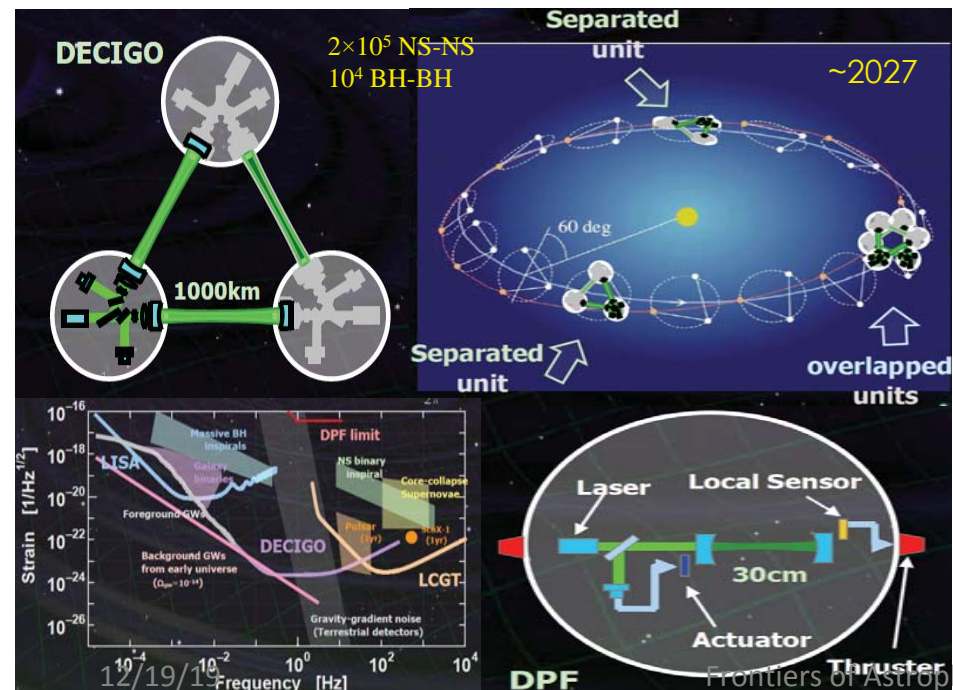 DECIGO
2×10⁵ NS-NS
10⁴ BH-BH
1000km
Separated
unit
~2027
60 deg
Separated
unit
overlapped
units
10⁻¹⁶
10⁻¹⁸
10⁻²⁰
10⁻²²
10⁻²⁴
10⁻²⁶
Strain [1/Hz^1/2]
LISA
Massive BH
inspirals
Galaxy
binaries
DPF limit
NS binary
inspiral
Core-collapse
Supernovae
Foreground GWs
Pulsar
(1yr)
ScoX-1
(1yr)
DECIGO
LCGT
Background GWs
from early universe
Gravity-gradient noise
(Terrestrial detectors)
10⁻⁴
10⁻²
10⁰
10²
10⁴
Frequency [Hz]
12/19/19
Laser
Local Sensor
30cm
Actuator
Thruster
DPF
Frontiers of Astrop